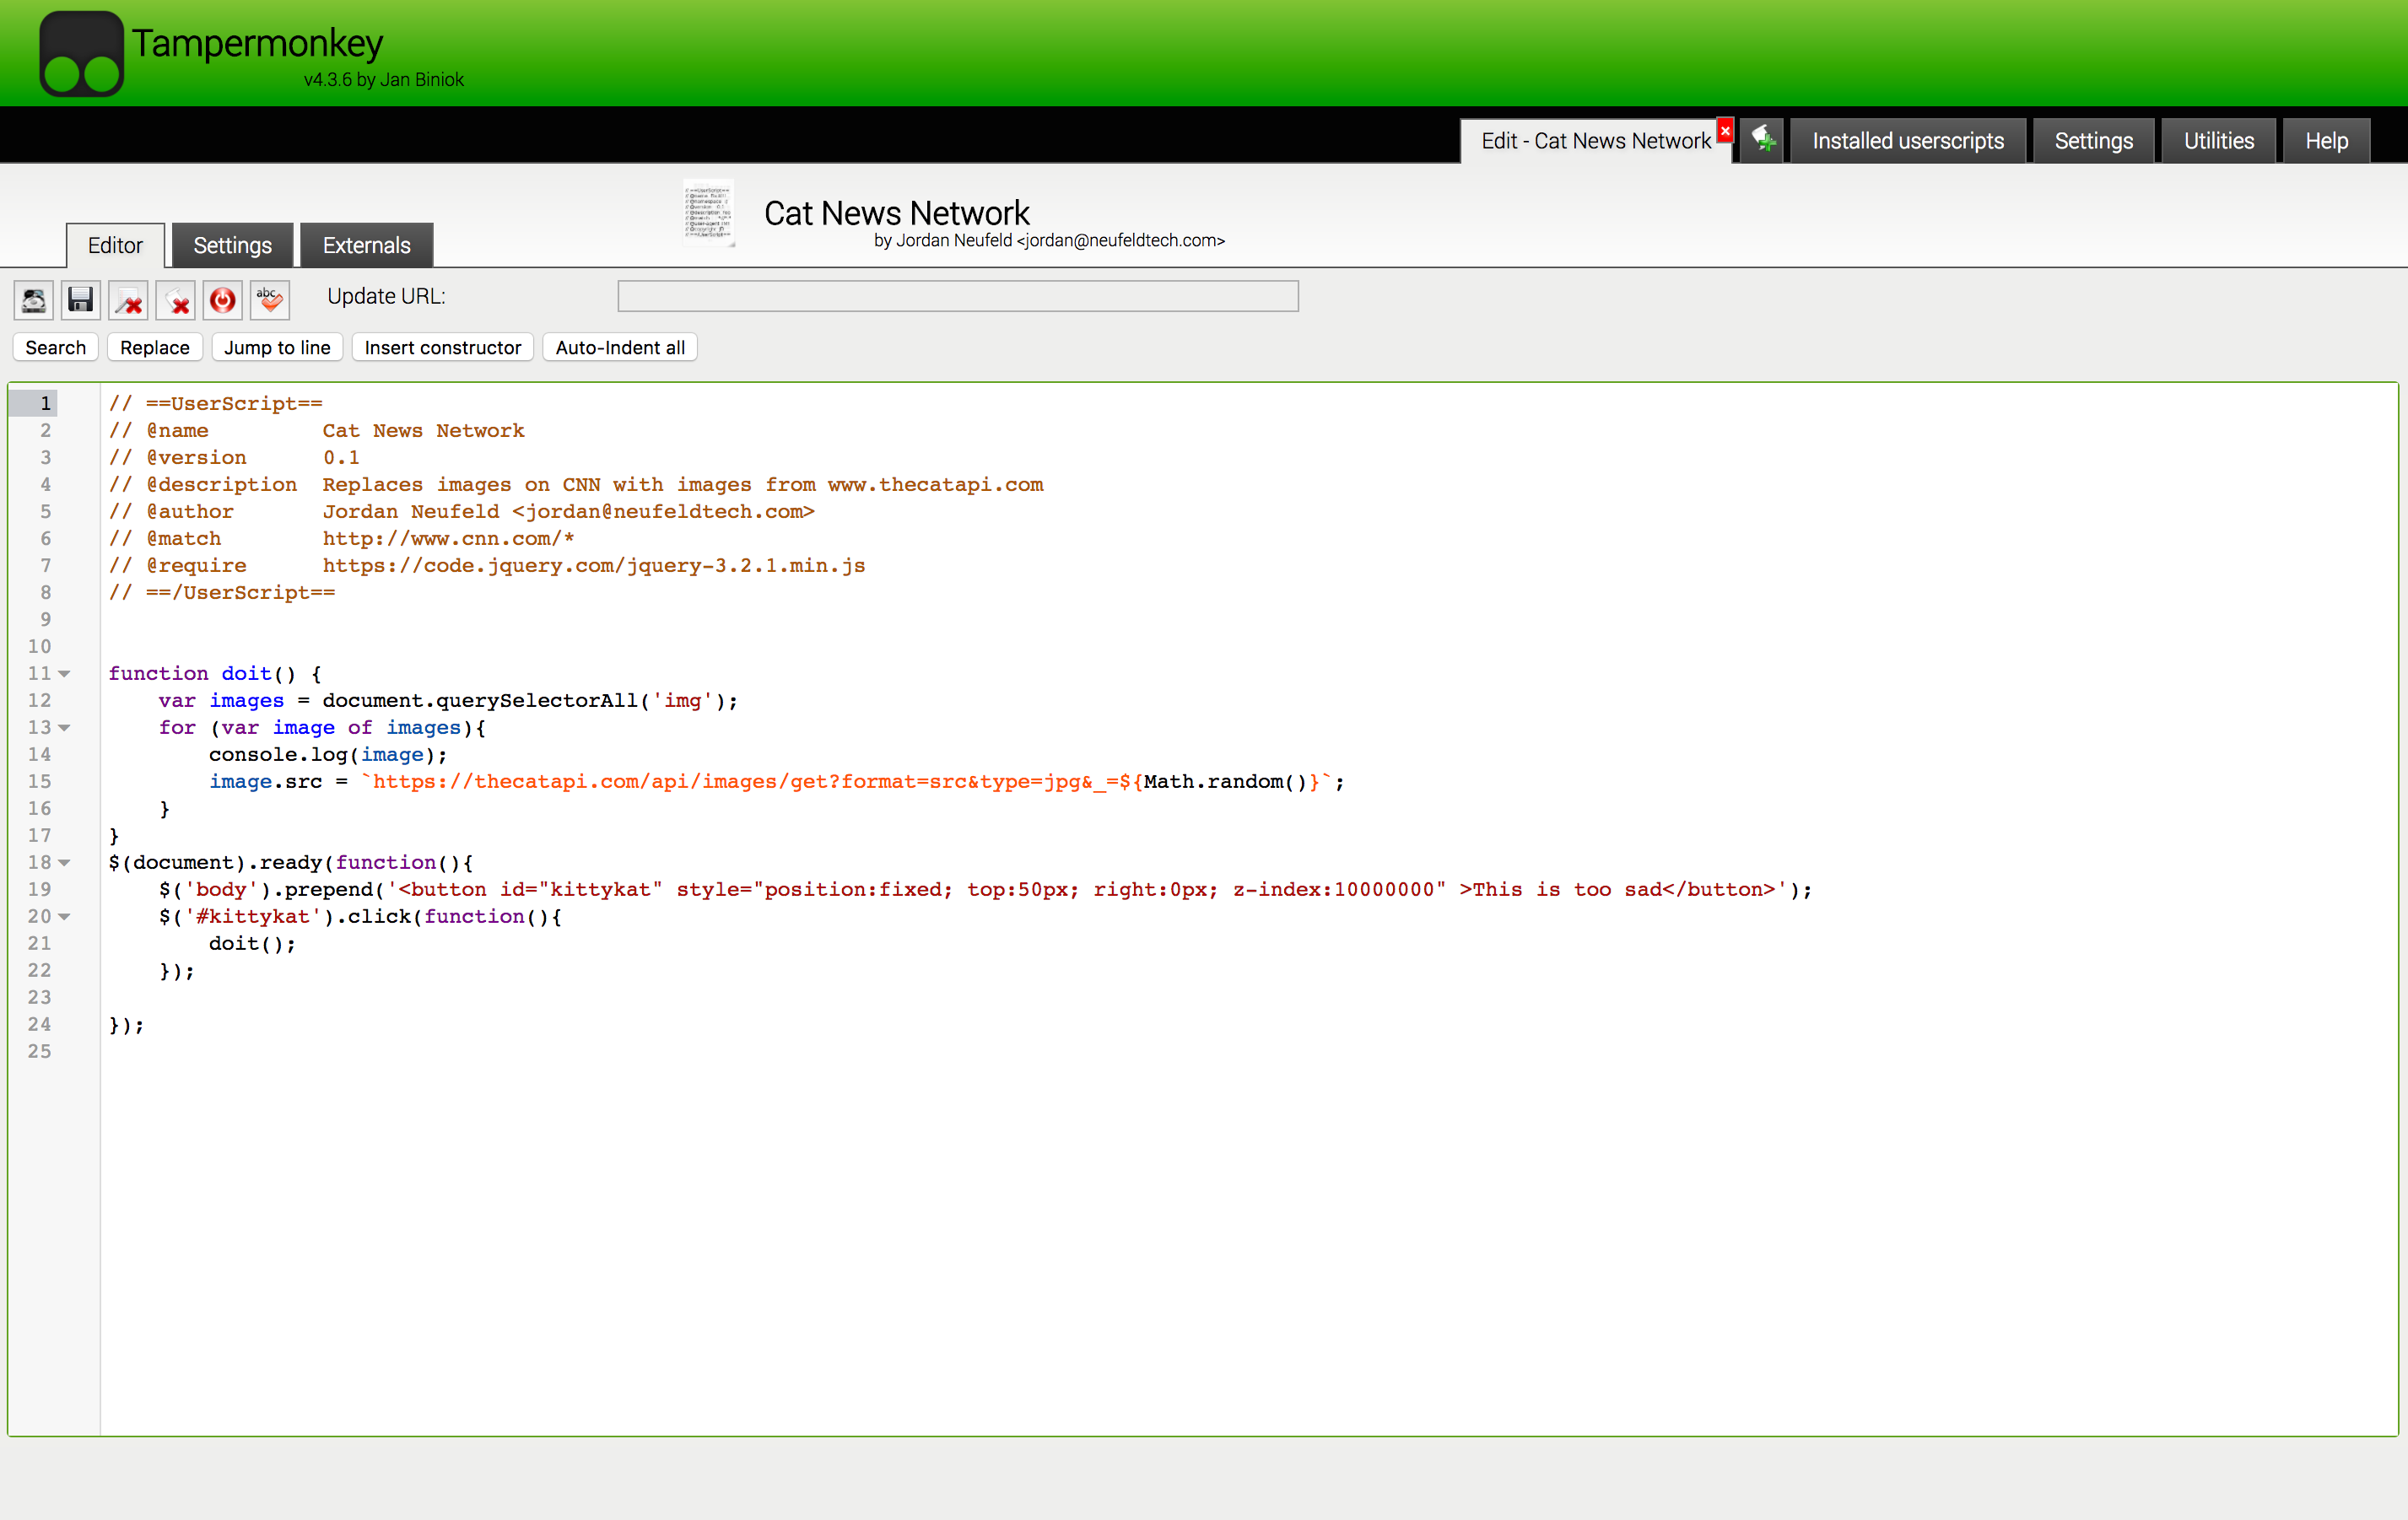 Tampermonkey
v4.3.6 by Jan Biniok
Edit - Cat News Network
Installed userscripts
Settings
Utilities
Help
Cat News Network
by Jordan Neufeld <jordan@neufeldtech.com>
Editor
Settings
Externals
abc
Update URL:
Search
Replace
Jump to line
Insert constructor
Auto-Indent all
1 // ==UserScript==
2 // @name         Cat News Network
3 // @version      0.1
4 // @description  Replaces images on CNN with images from www.thecatapi.com
5 // @author       Jordan Neufeld <jordan@neufeldtech.com>
6 // @match        http://www.cnn.com/*
7 // @require      https://code.jquery.com/jquery-3.2.1.min.js
8 // ==/UserScript==
9
10
11 function doit() {
12     var images = document.querySelectorAll('img');
13     for (var image of images){
14         console.log(image);
15         image.src = `https://thecatapi.com/api/images/get?format=src&type=jpg&_=${Math.random()}`;
16     }
17 }
18 $(document).ready(function(){
19     $('body').prepend('<button id="kittykat" style="position:fixed; top:50px; right:0px; z-index:10000000" >This is too sad</button>');
20     $('#kittykat').click(function(){
21         doit();
22     });
23
24 });
25